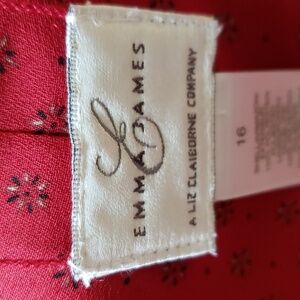 EJ
EMMA JAMES
A LIZ CLAIBORNE COMPANY
16